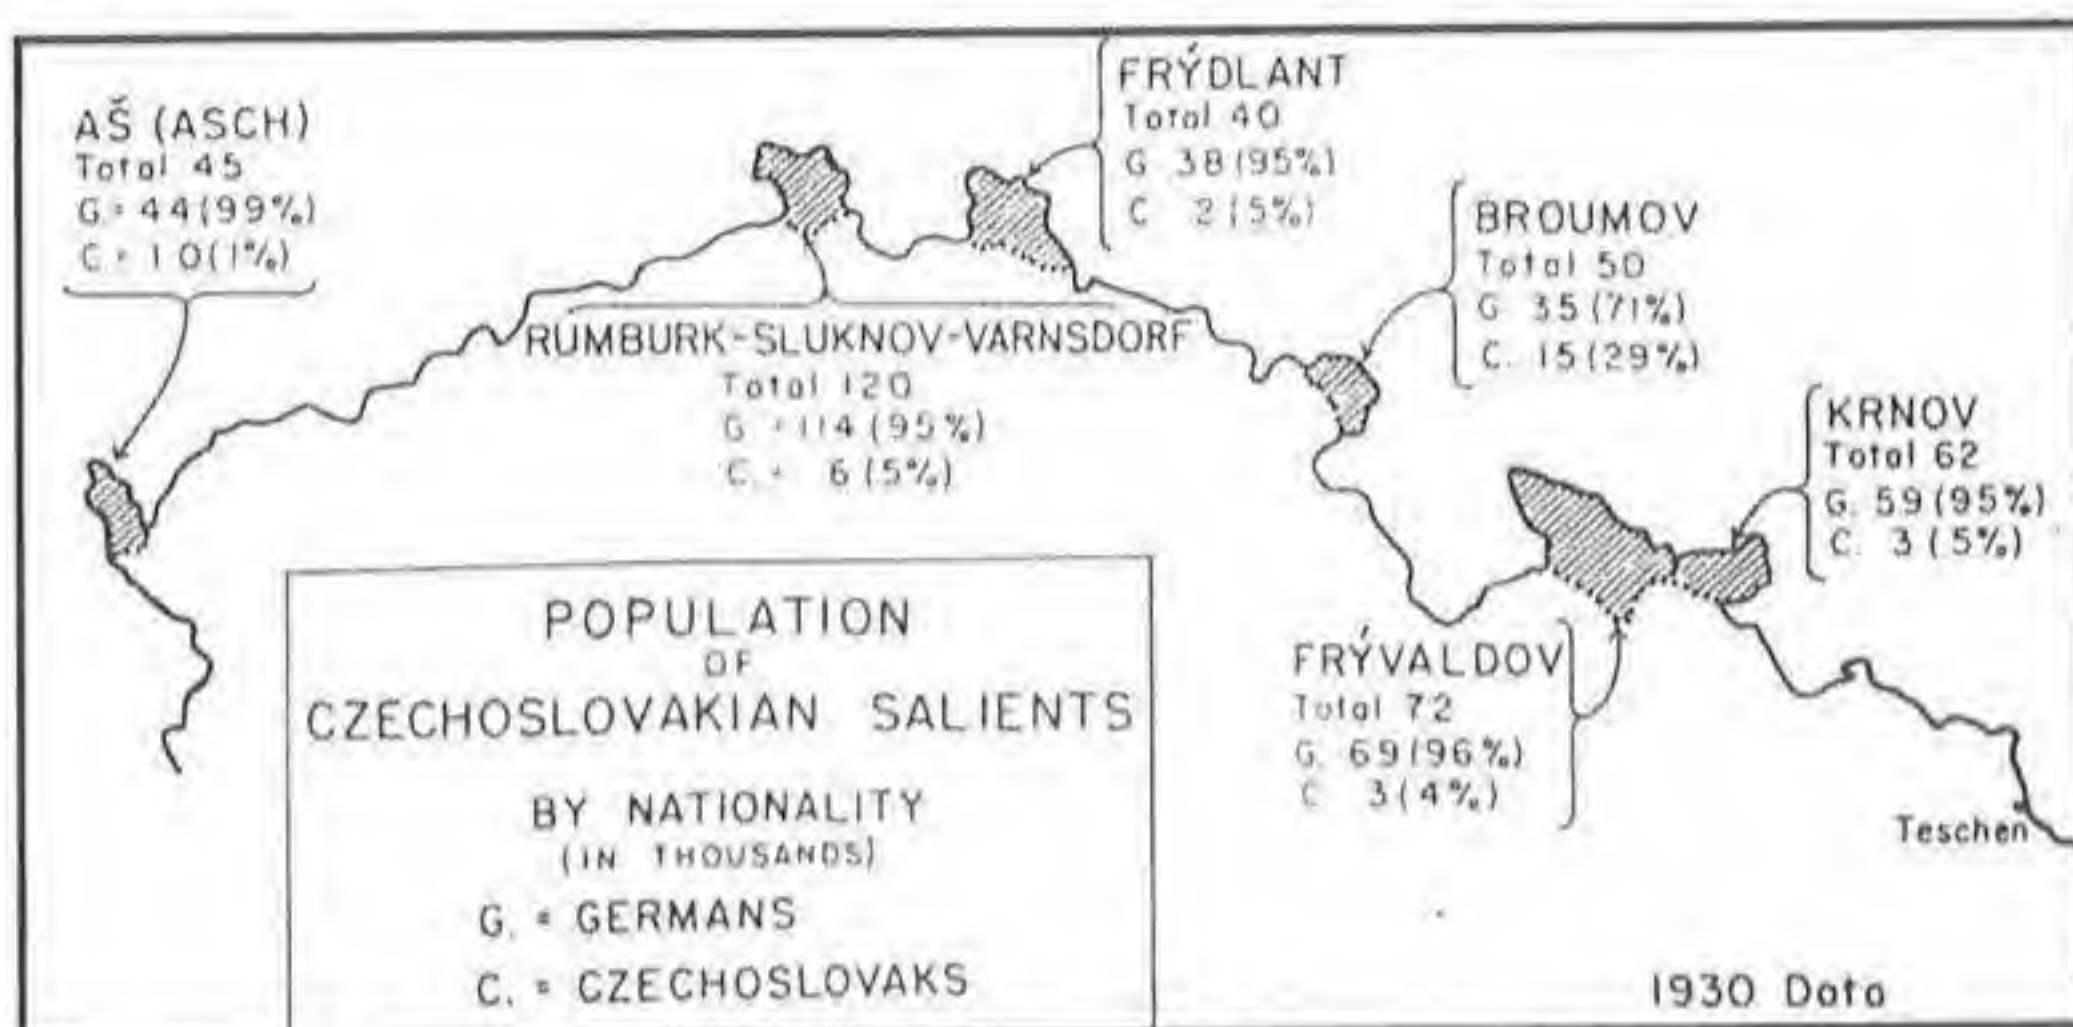 AŠ (ASCH)
Total 45
G = 44 (99%)
C = 1 0 (1%)
FRÝDLANT
Total 40
G 38 (95%)
C 2 (5%)
BROUMOV
Total 50
G 35 (71%)
C. 15 (29%)
RUMBURK-SLUKNOV-VARNSDORF
Total 120
G = 114 (95%)
C. = 6 (5%)
KRNOV
Total 62
G. 59 (95%)
C. 3 (5%)
FRÝVALDOV
Total 72
G. 69 (96%)
C 3 (4%)
Teschen
POPULATION
OF
CZECHOSLOVAKIAN SALIENTS
BY NATIONALITY
(IN THOUSANDS)
G. = GERMANS
C. = CZECHOSLOVAKS
1930 Data